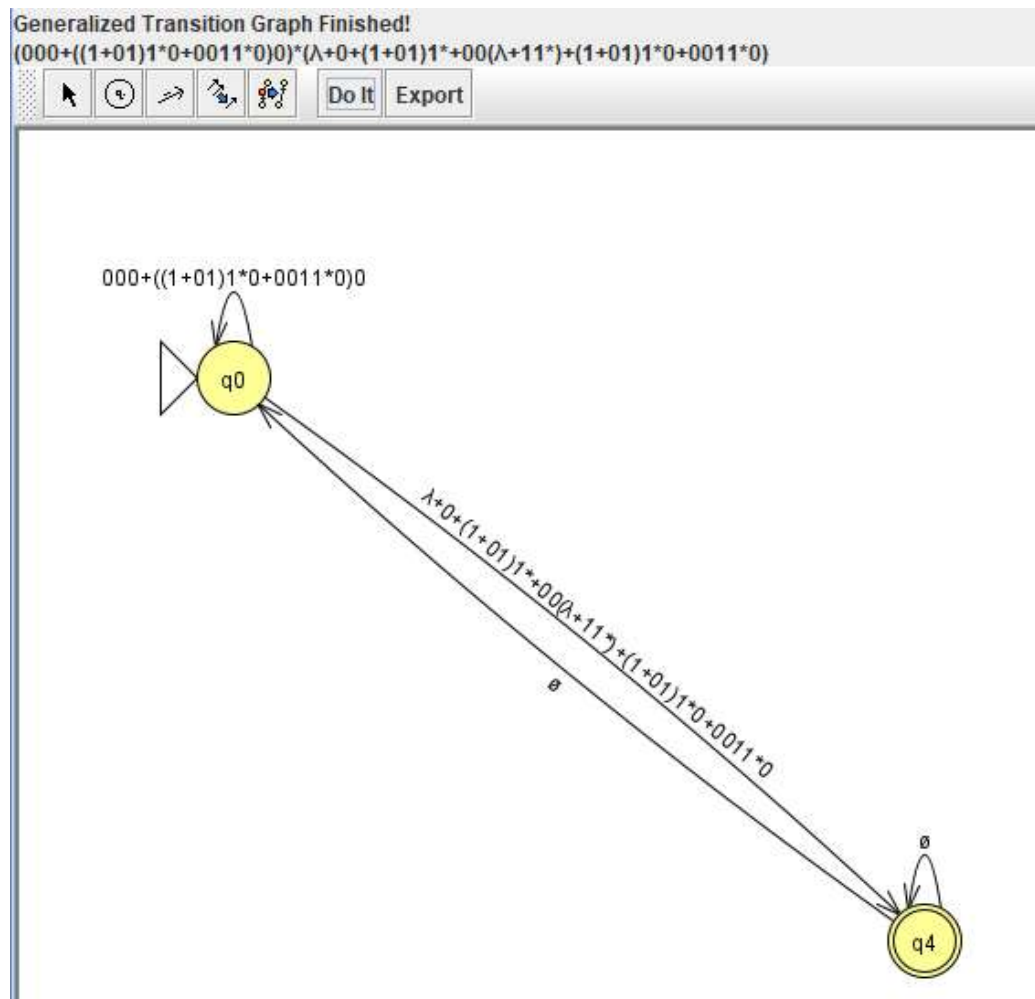 Generalized Transition Graph Finished!
(000+((1+01)1*0+0011*0)0)*(λ+0+(1+01)1*+00(λ+11*)+(1+01)1*0+0011*0)
Do It Export
000+((1+01)1*0+0011*0)0
q0
λ+0+(1+01)1*+00(λ+11*)+(1+01)1*0+0011*0
ø
ø
q4